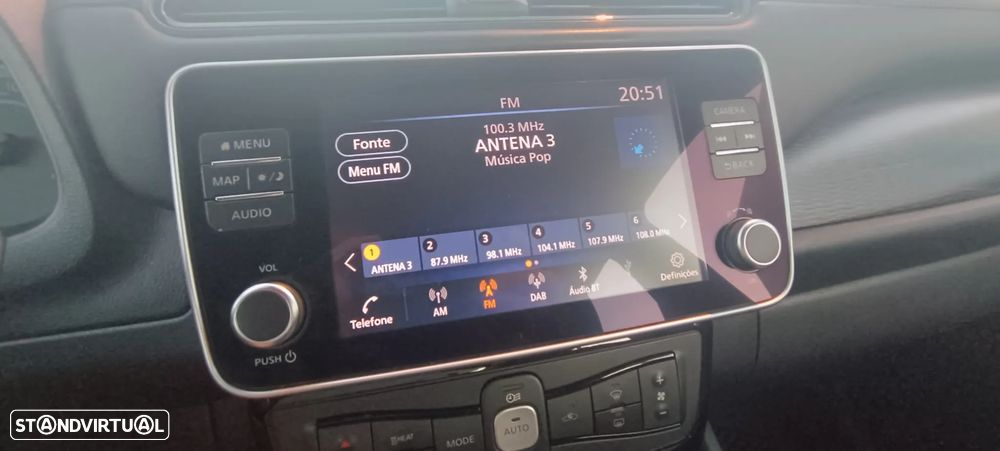 FM
20:51
100.3 MHz
ANTENA 3
Música Pop
Fonte
Menu FM
MENU
MAP
AUDIO
CAMERA
BACK
1 2 3 4 5 6
ANTENA 3 87.9 MHz 98.1 MHz 104.1 MHz 107.9 MHz 108.0 MHz
Telefone
AM
FM
DAB
Áudio BT
Definições
VOL
PUSH
HEAT
MODE
AUTO
STANDVIRTUAL